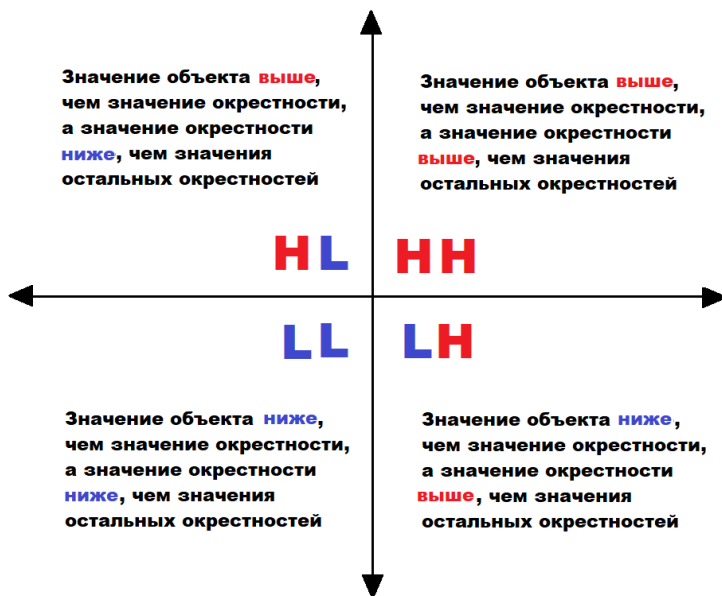 Значение объекта выше,
чем значение окрестности,
а значение окрестности
ниже, чем значения
остальных окрестностей
Значение объекта выше,
чем значение окрестности,
а значение окрестности
выше, чем значения
остальных окрестностей
HL
HH
LL
LH
Значение объекта ниже,
чем значение окрестности,
а значение окрестности
ниже, чем значения
остальных окрестностей
Значение объекта ниже,
чем значение окрестности,
а значение окрестности
выше, чем значения
остальных окрестностей